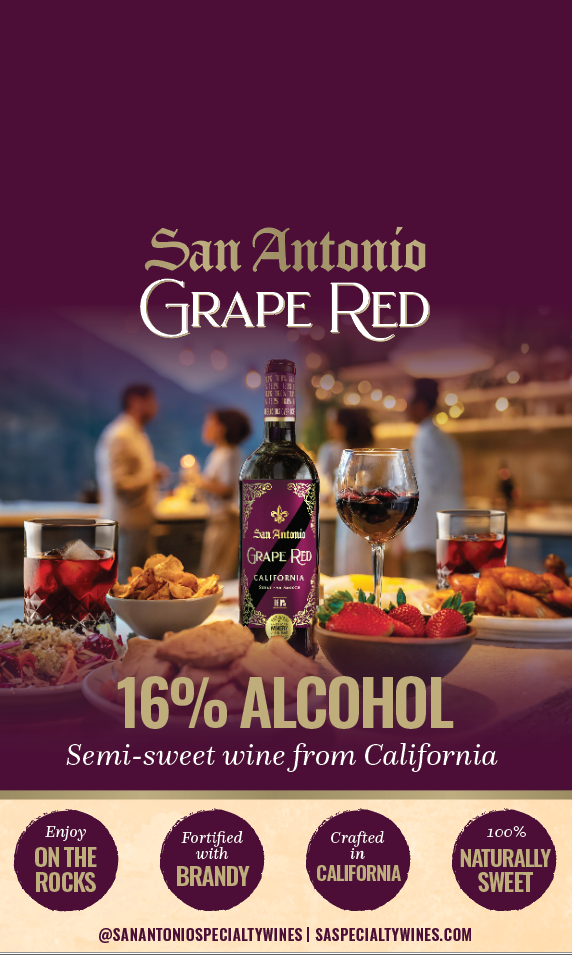 San Antonio
GRAPE RED
San Antonio
GRAPE RED
CALIFORNIA
16% ALCOHOL
Semi-sweet wine from California
Enjoy
ON THE
ROCKS
Fortified
with
BRANDY
Crafted
in
CALIFORNIA
100%
NATURALLY
SWEET
@SANANTONIOSPECIALTYWINES | SASPECIALTYWINES.COM